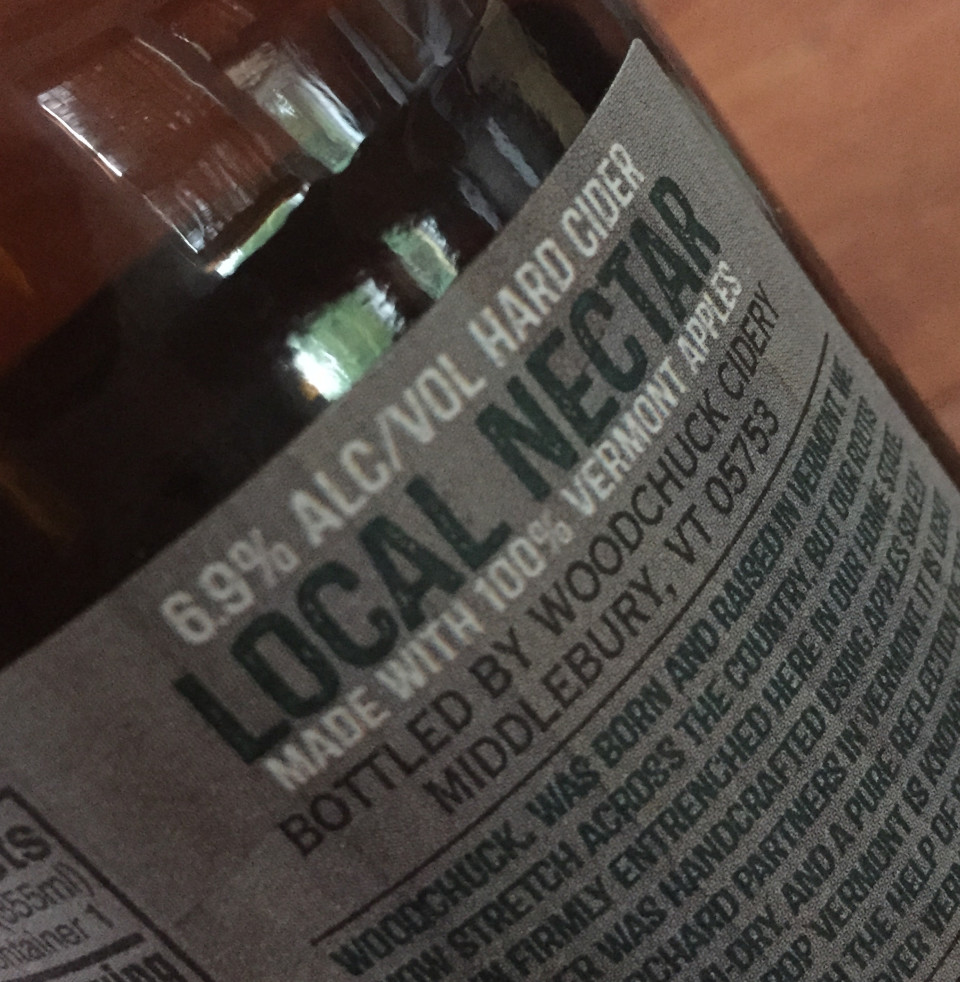 6.9% ALC/VOL HARD CIDER
LOCAL NECTAR
MADE WITH 100% VERMONT APPLES
BOTTLED BY WOODCHUCK CIDERY
MIDDLEBURY, VT 05753
WOODCHUCK. WAS BORN AND RAISED IN VERMONT. WE
NOW STRETCH ACROSS THE COUNTRY, BUT OUR ROOTS
FIRMLY ENTRENCHED HERE IN OUR HOME STATE
WAS HANDCRAFTED USING APPLES SOLELY
PARTNERS IN VERMONT. IT IS
AND A PURE REFLECTION
VERMONT IS
THE HELP OF
(355ml)
1